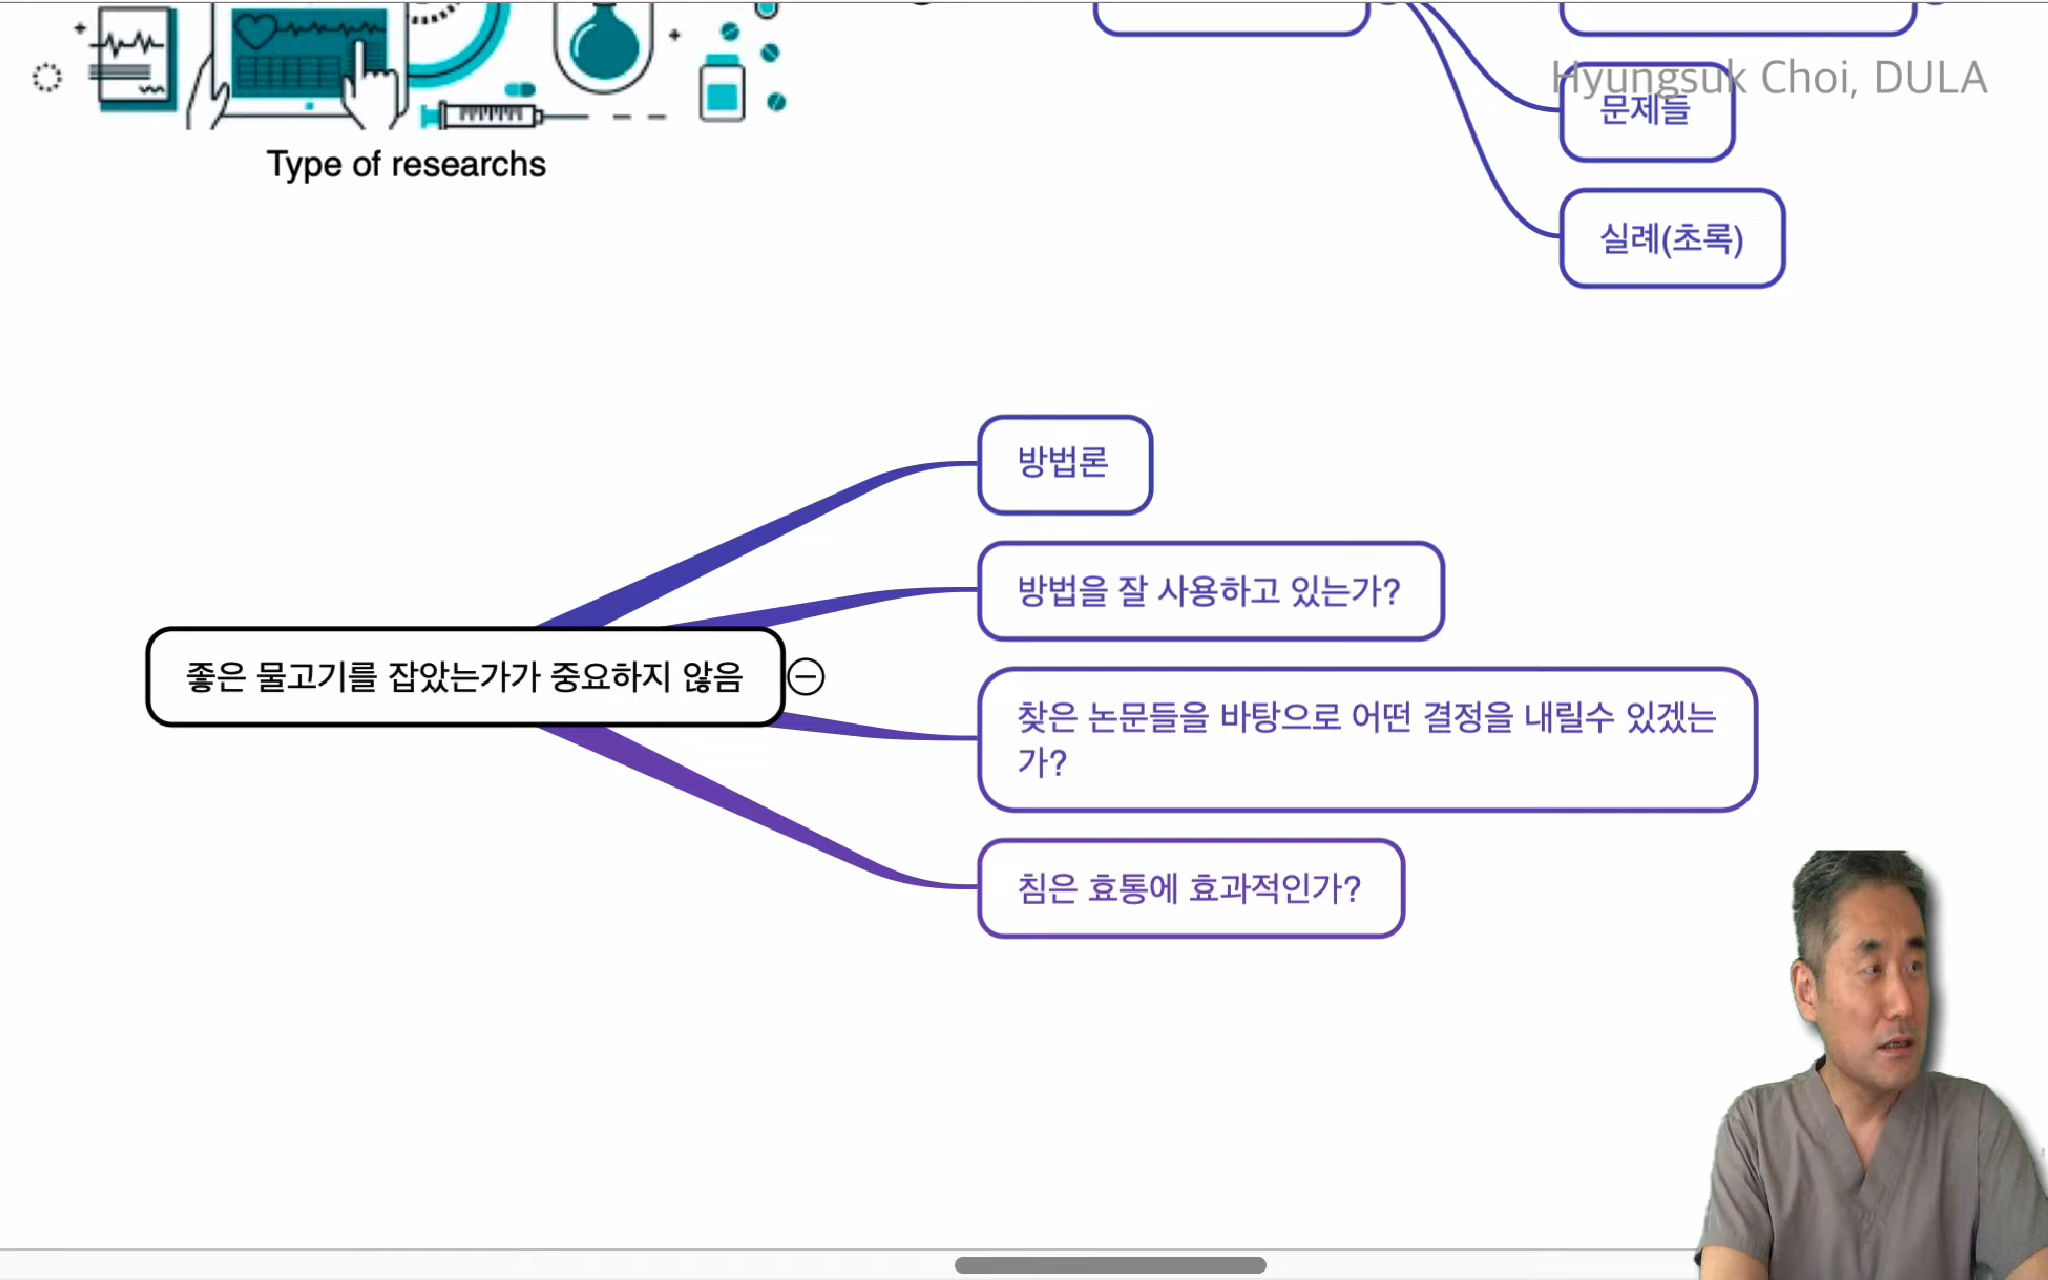 Hyungsuk Choi, DULA
문제들
Type of researchs
실례(초록)
방법론
방법을 잘 사용하고 있는가?
좋은 물고기를 잡았는가가 중요하지 않음
찾은 논문들을 바탕으로 어떤 결정을 내릴수 있겠는
가?
침은 효통에 효과적인가?